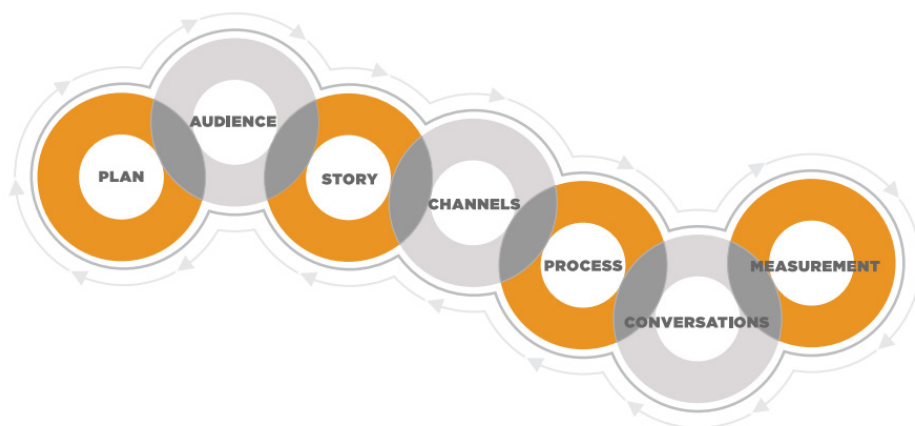 PLAN
AUDIENCE
STORY
CHANNELS
PROCESS
CONVERSATIONS
MEASUREMENT